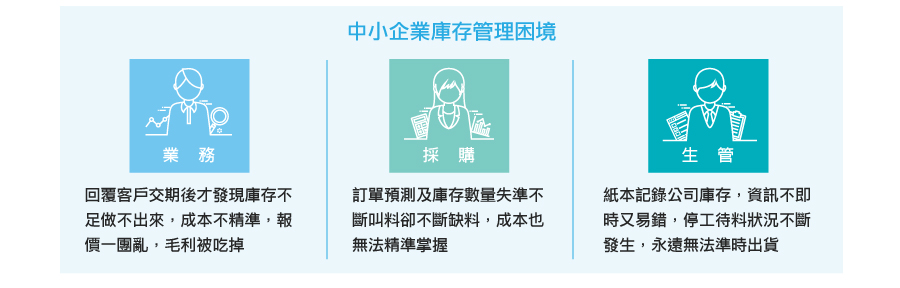 中小企業庫存管理困境
業 務
回覆客戶交期後才發現庫存不
足做不出來，成本不精準，報
價一團亂，毛利被吃掉
採 購
訂單預測及庫存數量失準不
斷叫料卻不斷缺料，成本也
無法精準掌握
生 管
紙本記錄公司庫存，資訊不即
時又易錯，停工待料狀況不斷
發生，永遠無法準時出貨